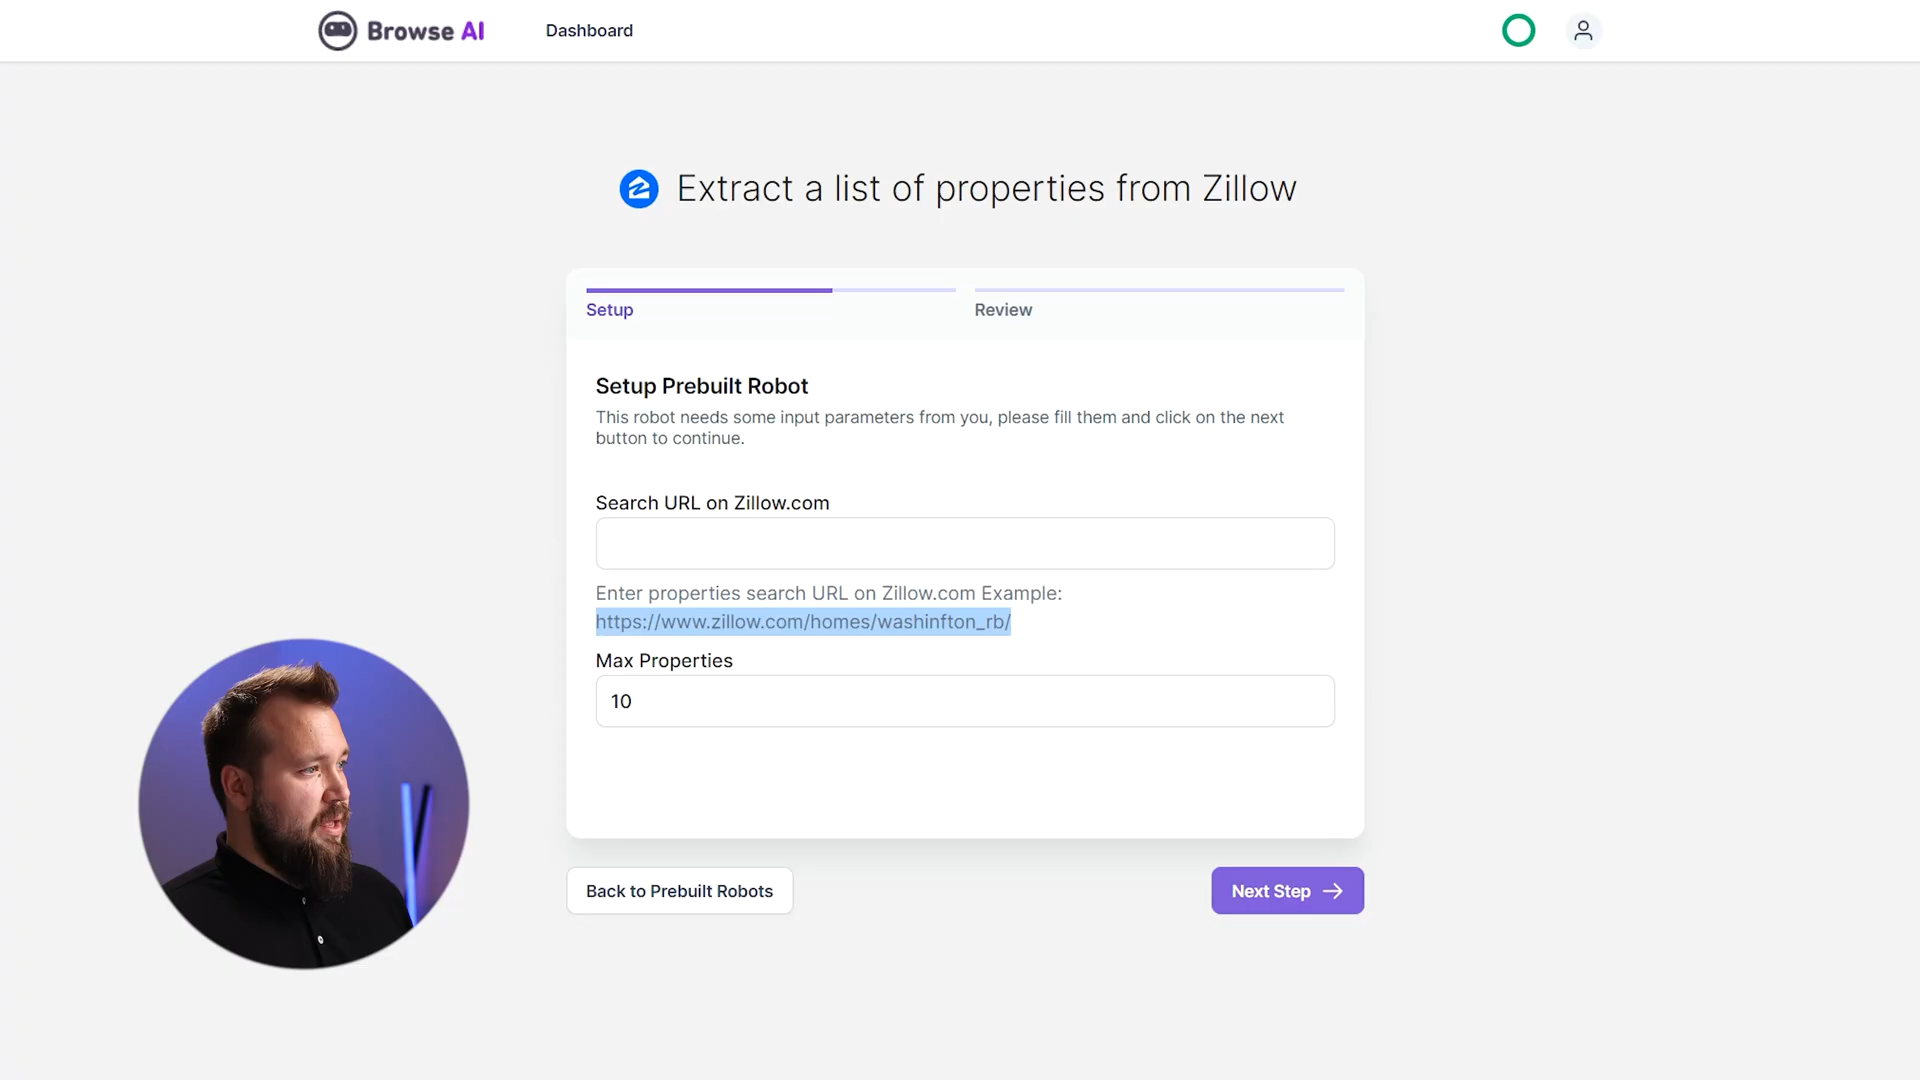 Browse AI
Dashboard
Extract a list of properties from Zillow
Setup
Review
Setup Prebuilt Robot
This robot needs some input parameters from you, please fill them and click on the next
button to continue.
Search URL on Zillow.com
Enter properties search URL on Zillow.com Example:
https://www.zillow.com/homes/washinfton_rb/
Max Properties
10
Back to Prebuilt Robots
Next Step